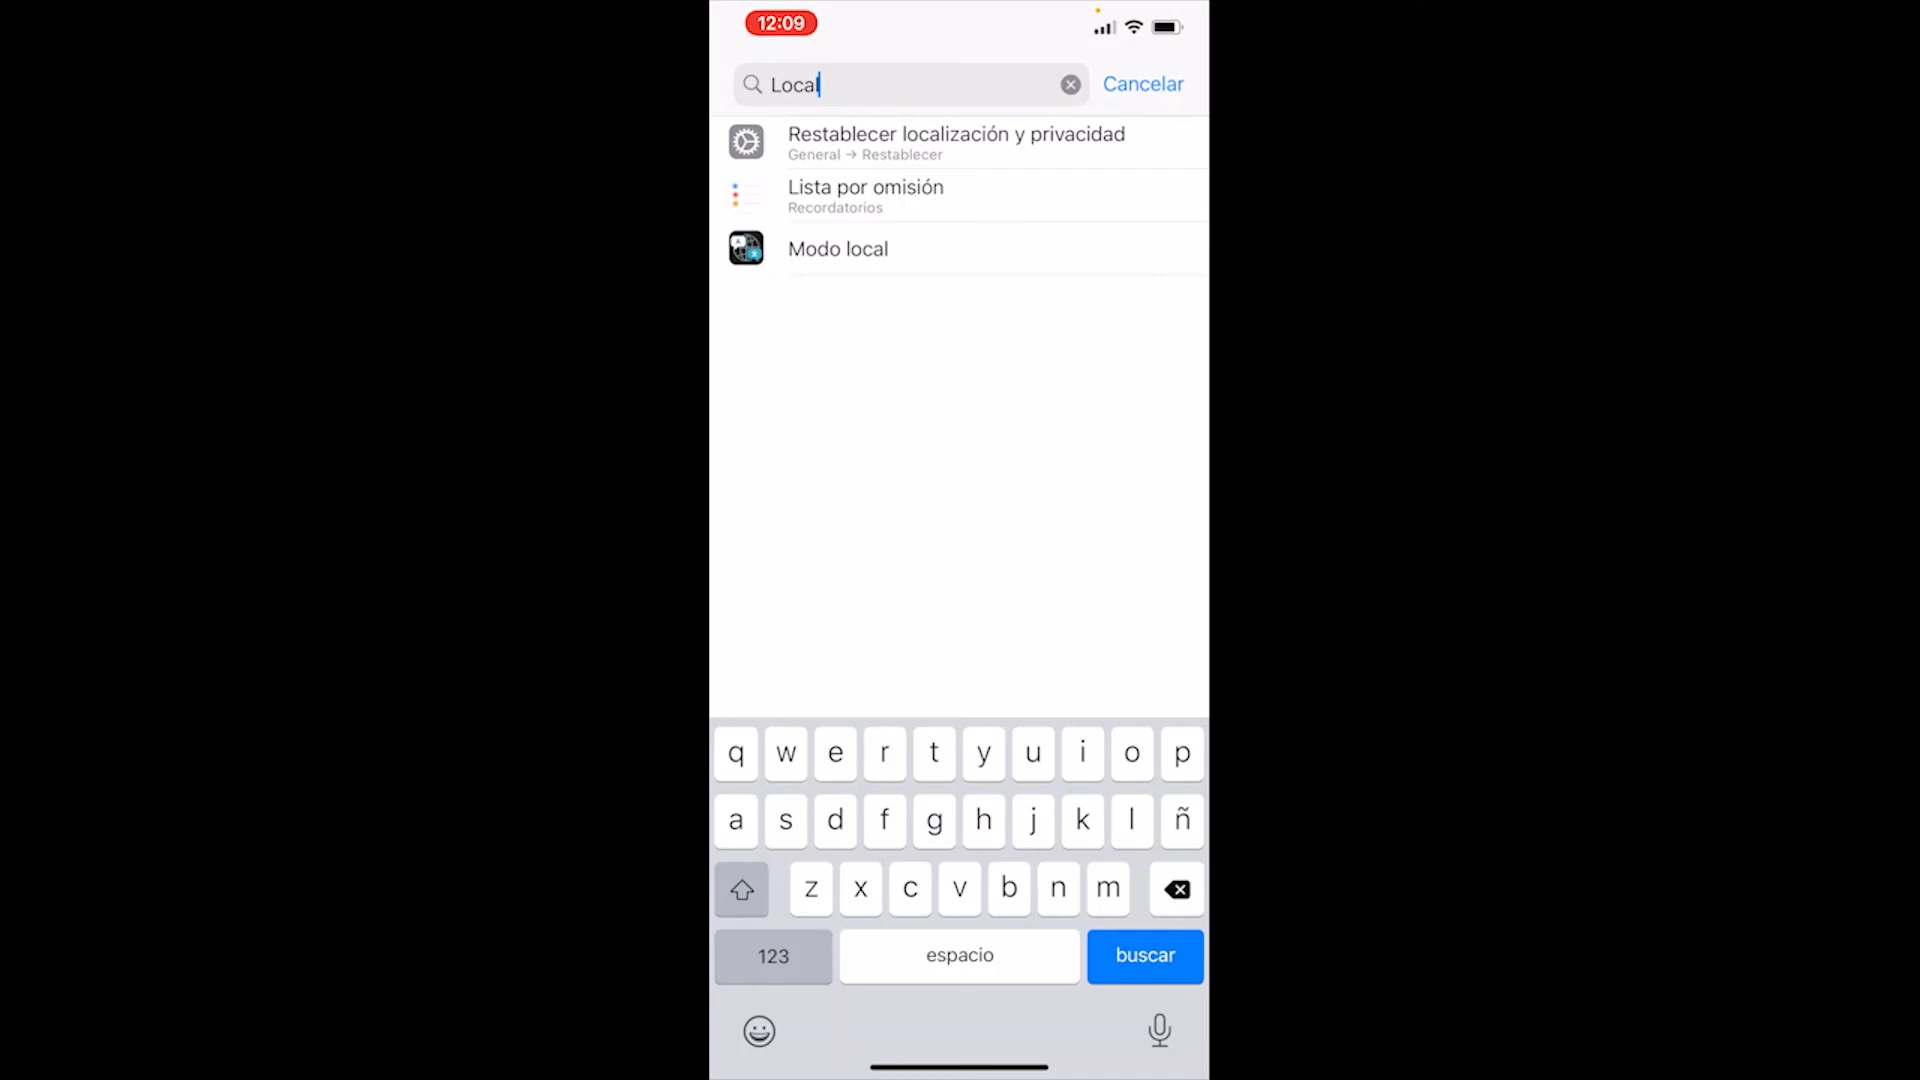 12:09
Local
Cancelar
Restablecer localización y privacidad
General → Restablecer
Lista por omisión
Recordatorios
Modo local
q w e r t y u i o p
a s d f g h j k l ñ
z x c v b n m
123 espacio buscar